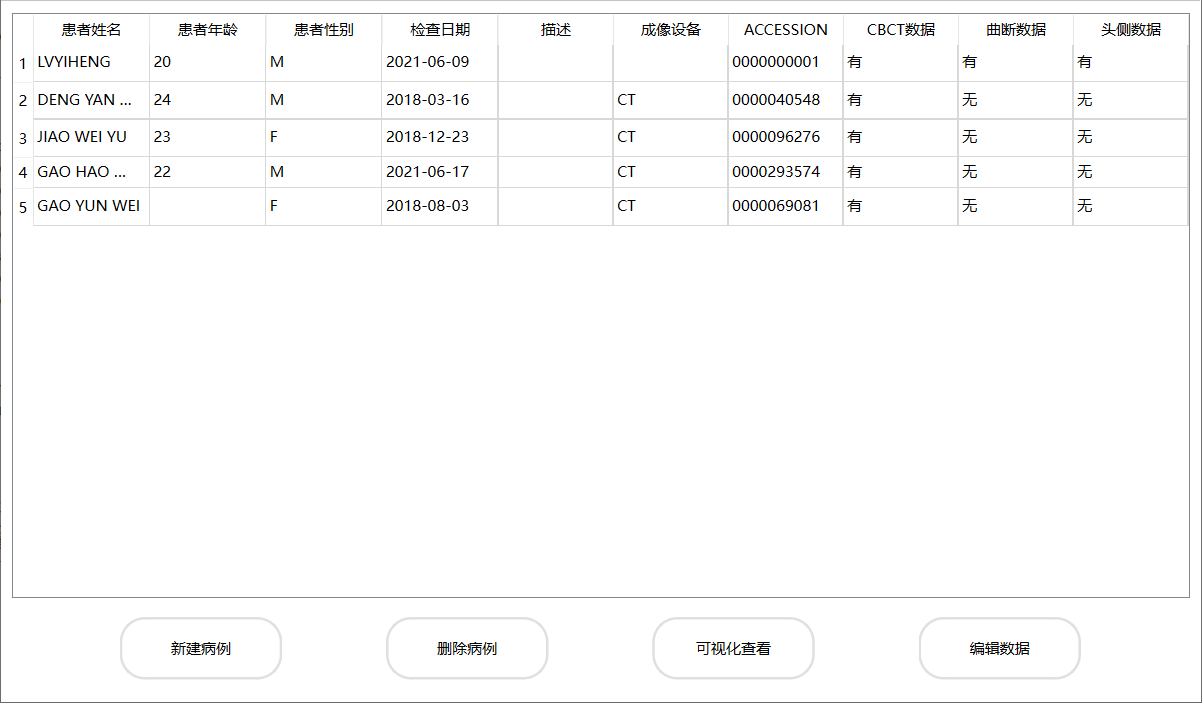 患者姓名 患者年龄 患者性别 检查日期 描述 成像设备 ACCESSION CBCT数据 曲断数据 头侧数据
1 LVYIHENG 20 M 2021-06-09 0000000001 有 有 有
2 DENG YAN ... 24 M 2018-03-16 CT 0000040548 有 无 无
3 JIAO WEI YU 23 F 2018-12-23 CT 0000096276 有 无 无
4 GAO HAO ... 22 M 2021-06-17 CT 0000293574 有 无 无
5 GAO YUN WEI F 2018-08-03 CT 0000069081 有 无 无
新建病例 删除病例 可视化查看 编辑数据